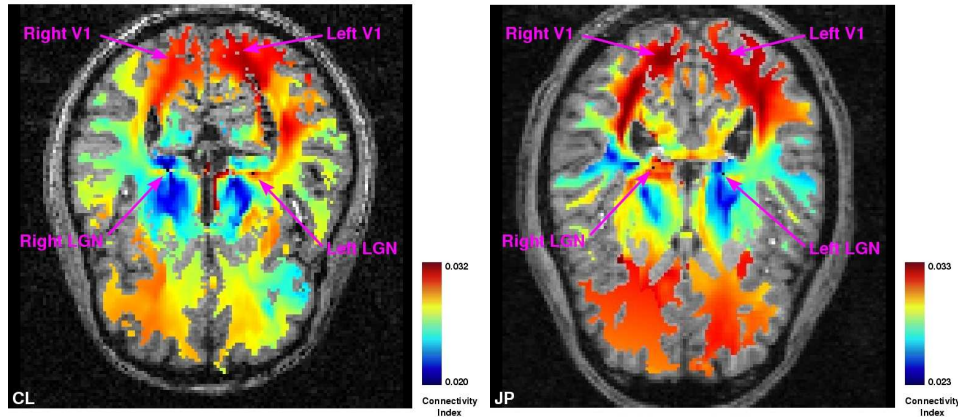 Right V1
Left V1
Right LGN
Left LGN
CL
0.032
0.020
Connectivity
Index
Right V1
Left V1
Right LGN
Left LGN
JP
0.033
0.023
Connectivity
Index